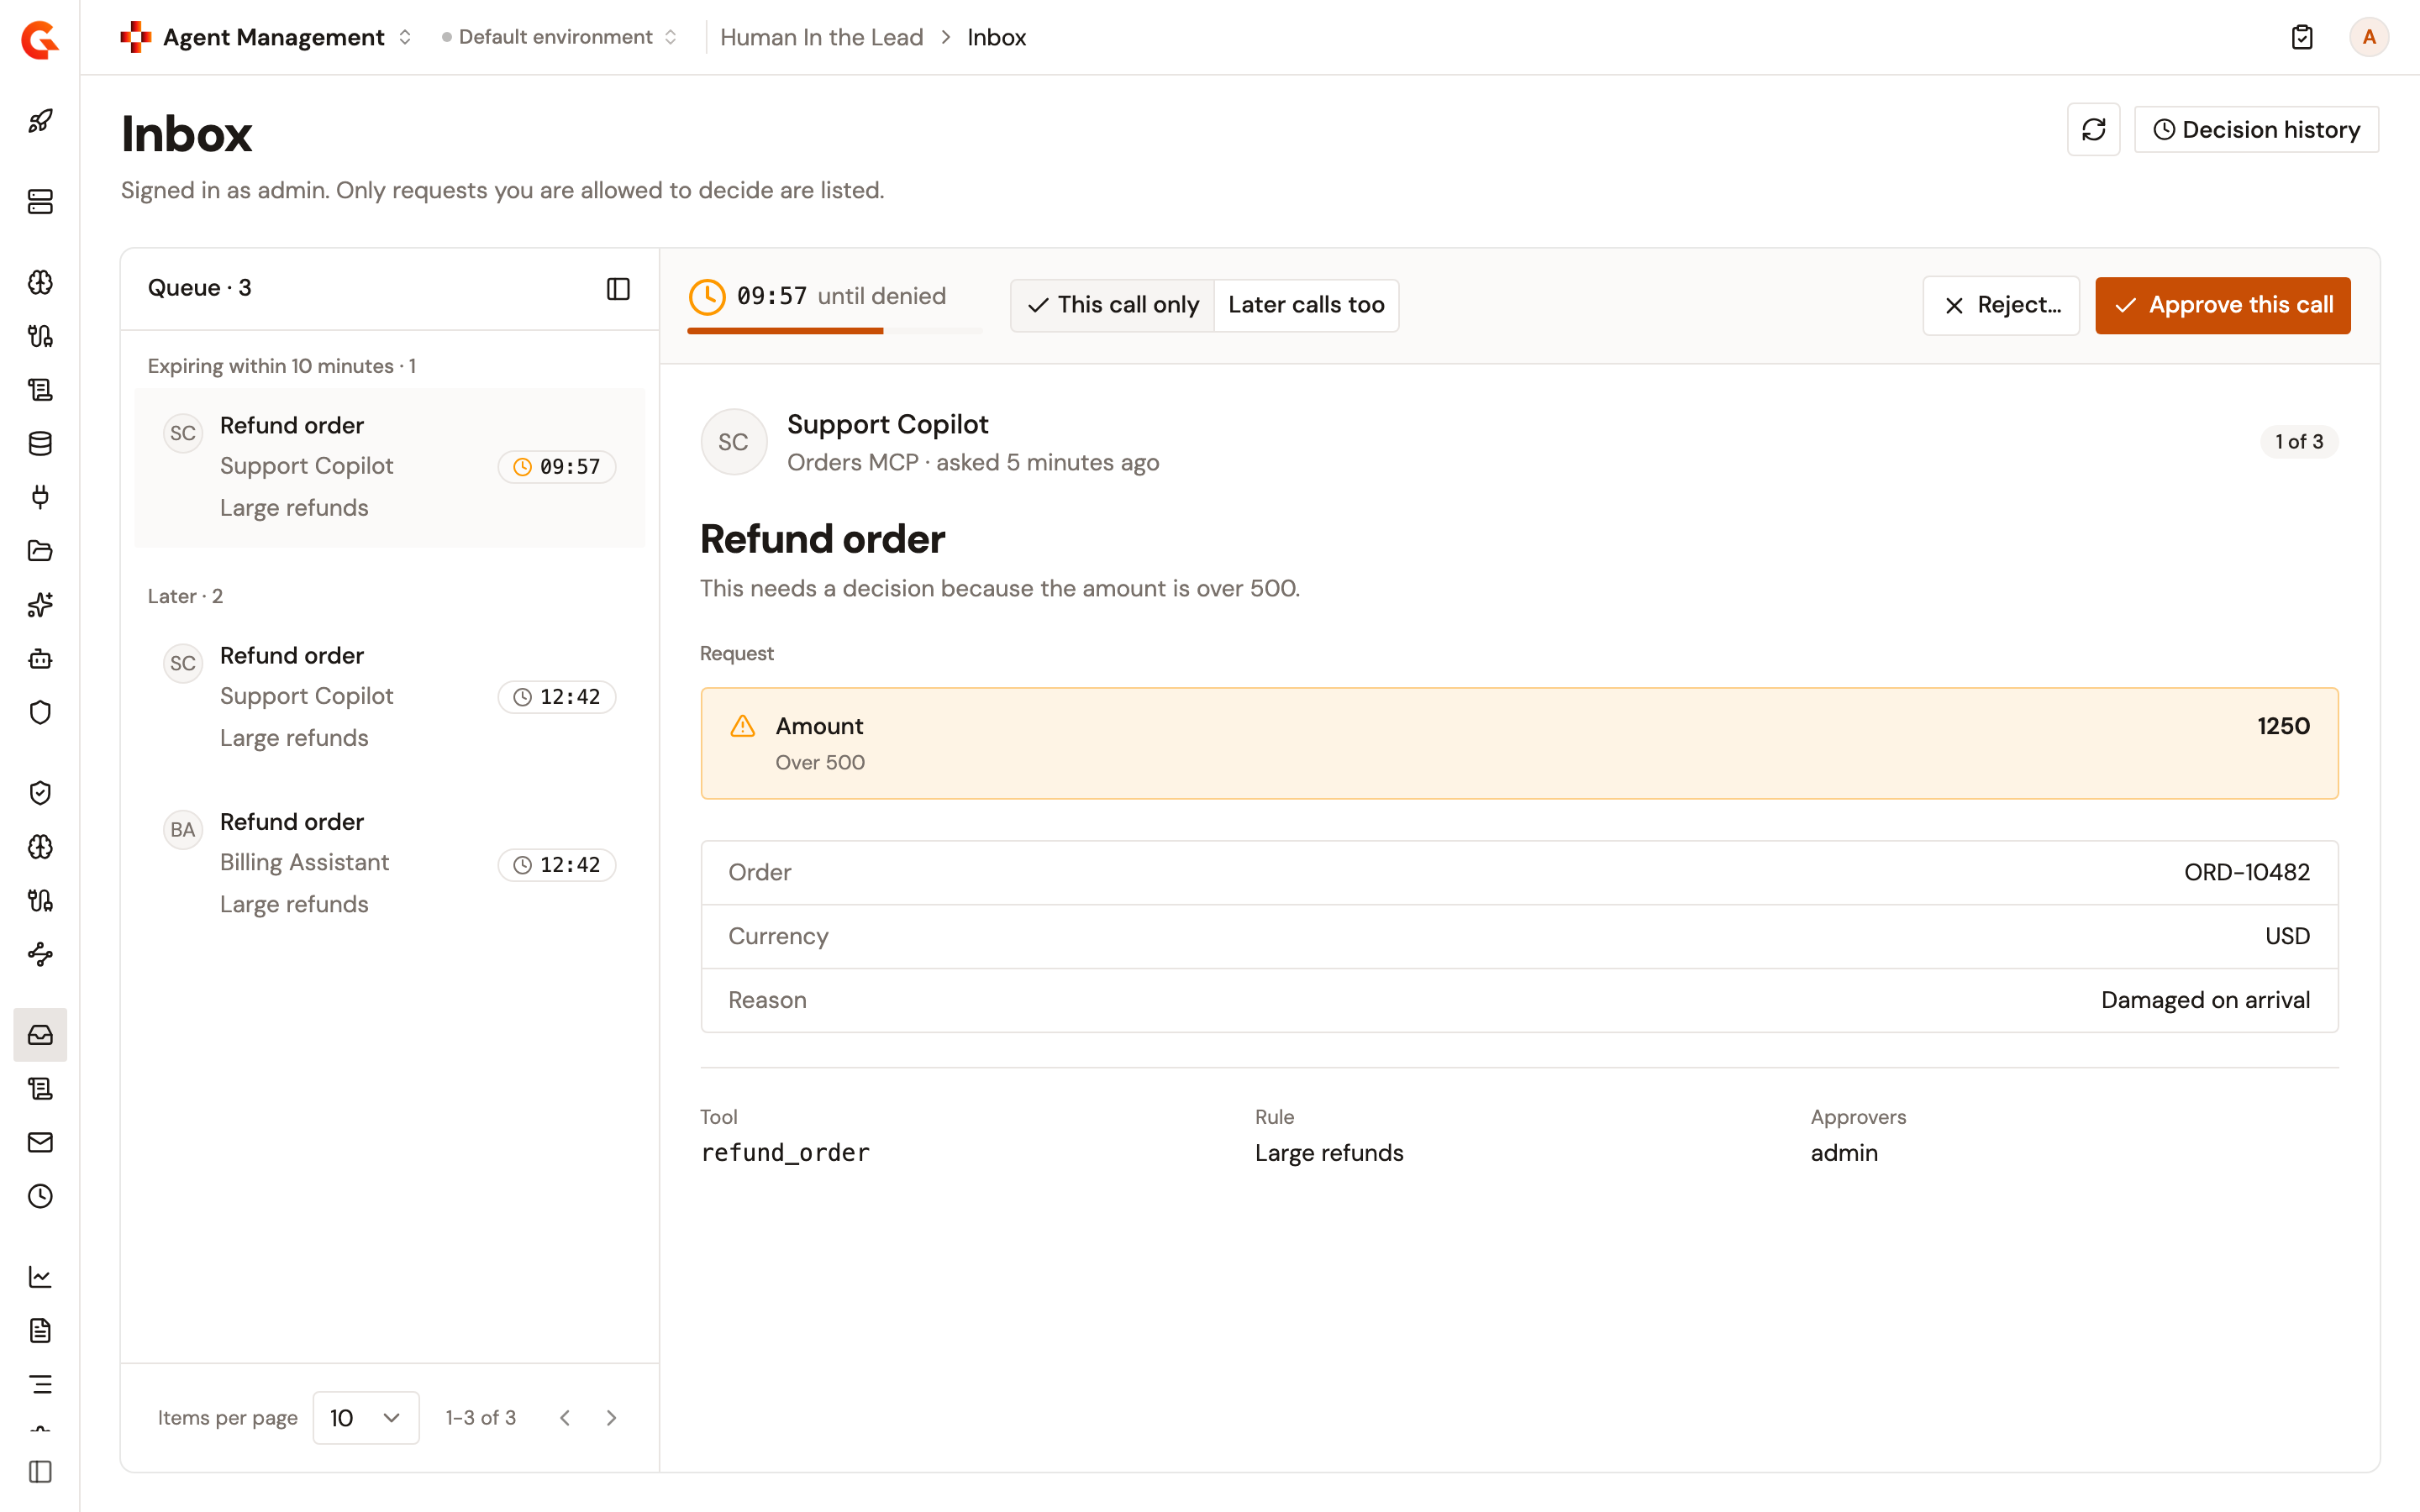 Agent Management
Default environment
Human In the Lead > Inbox
A
Inbox
Signed in as admin. Only requests you are allowed to decide are listed.
Decision history
Queue · 3
Expiring within 10 minutes · 1
SC
Refund order
Support Copilot
09:57
Large refunds
Later · 2
SC
Refund order
Support Copilot
12:42
Large refunds
BA
Refund order
Billing Assistant
12:42
Large refunds
Items per page
10
1-3 of 3
09:57 until denied
This call only
Later calls too
Reject...
Approve this call
SC
Support Copilot
Orders MCP · asked 5 minutes ago
1 of 3
Refund order
This needs a decision because the amount is over 500.
Request
Amount
1250
Over 500
Order
ORD-10482
Currency
USD
Reason
Damaged on arrival
Tool
refund_order
Rule
Large refunds
Approvers
admin